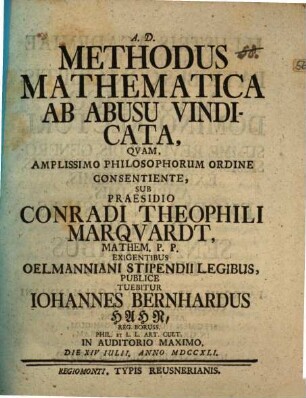 A. D.
58.
METHODUS
MATHEMATICA
AB ABUSU VINDI-
CATA,
QVAM,
AMPLISSIMO PHILOSOPHORUM ORDINE
CONSENTIENTE,
SUB
PRAESIDIO
CONRADI THEOPHILI
MARQVARDT,
MATHEM. P. P.
EXIGENTIBUS
OELMANNIANI STIPENDII LEGIBUS,
PUBLICE
TUEBITUR
IOHANNES BERNHARDUS
HAHN,
REG. BORUSS.
PHIL. ET L. L. ART. CULT.
IN AUDITORIO MAXIMO,
DIE XIV IULII, ANNO MDCCXLI.
REGIOMONTI, TYPIS REUSNERIANIS.